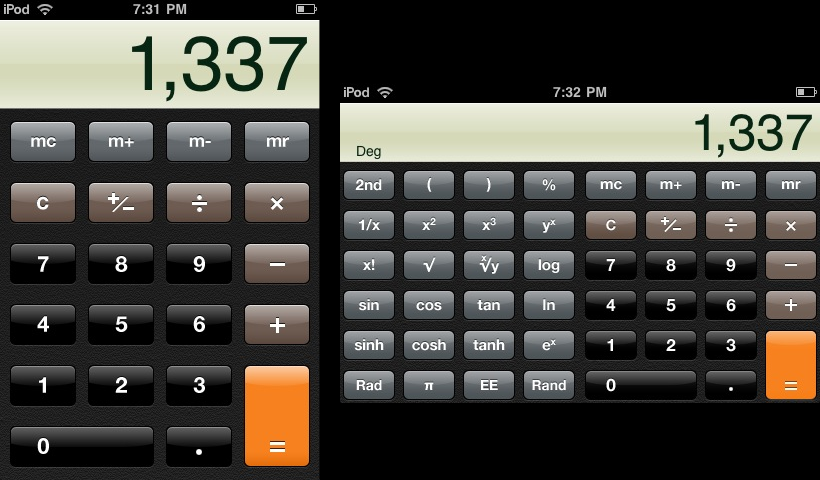 iPod 7:31 PM
1,337
mc m+ m- mr
C +/− ÷ ×
7 8 9 −
4 5 6 +
1 2 3
0 . =
iPod 7:32 PM
Deg 1,337
2nd ( ) % mc m+ m- mr
1/x x² x³ yˣ C +/− ÷ ×
x! √ ˣ√y log 7 8 9 −
sin cos tan ln 4 5 6 +
sinh cosh tanh eˣ 1 2 3
Rad π EE Rand 0 . =